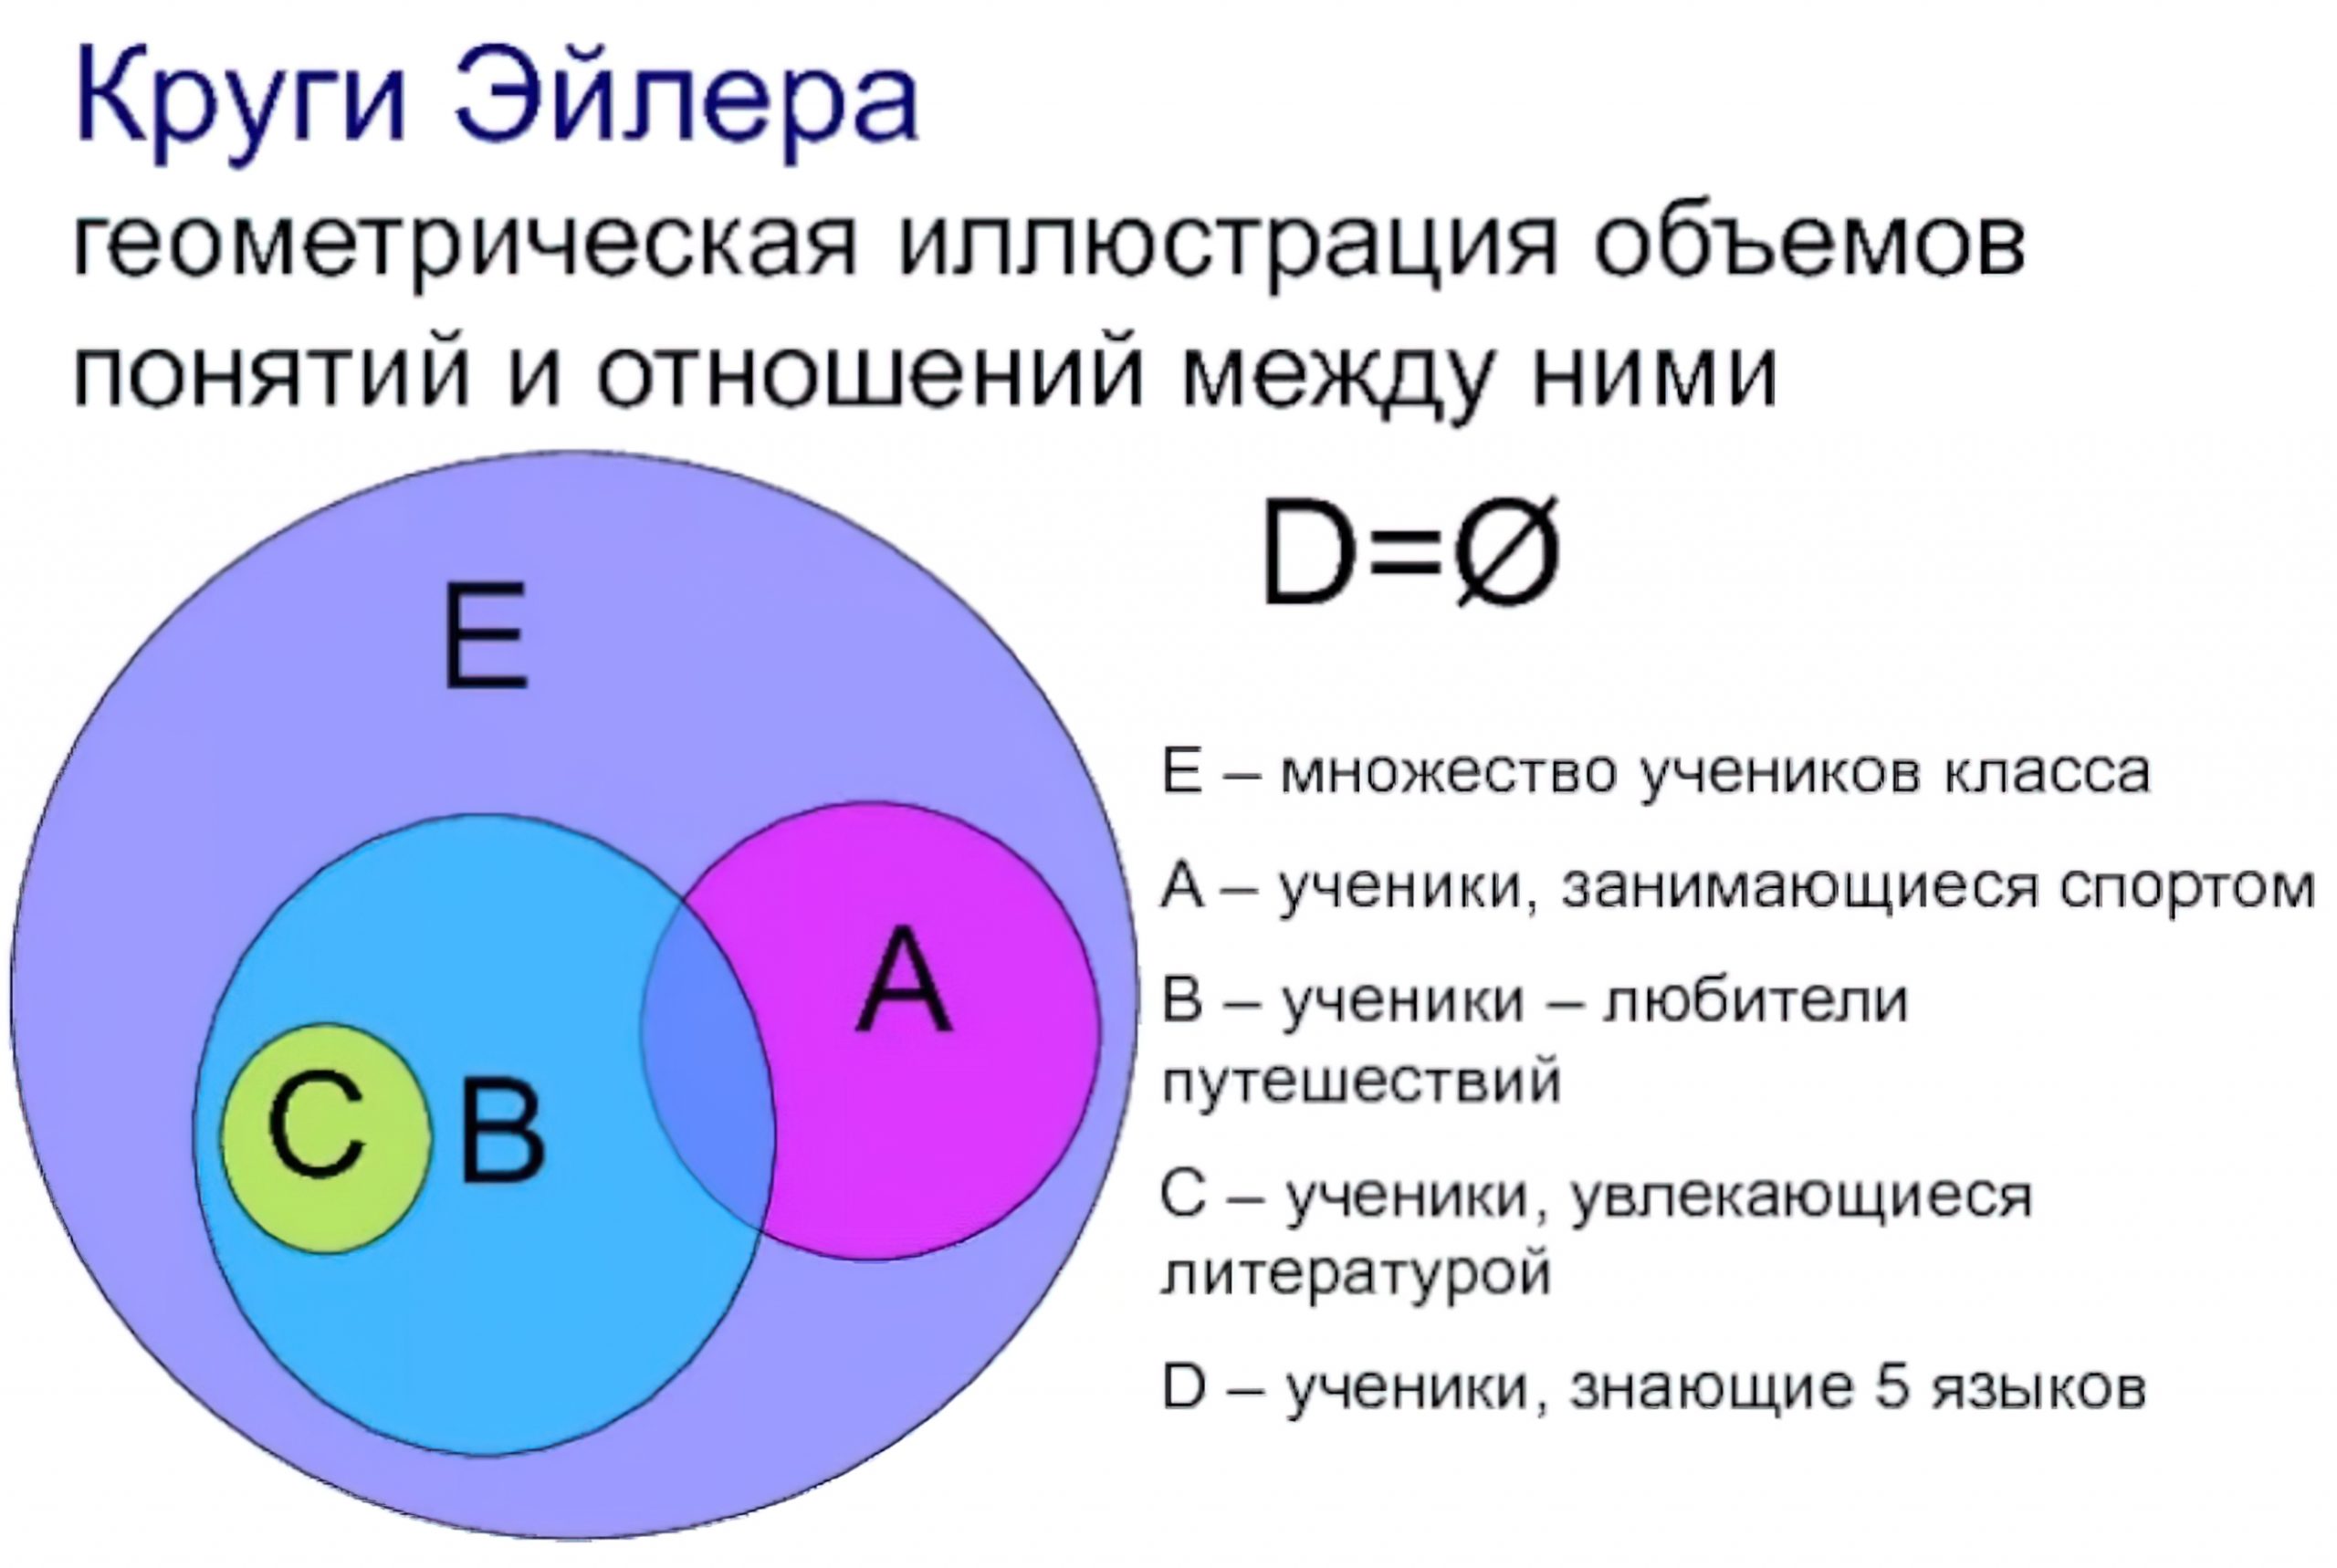 Круги Эйлера
геометрическая иллюстрация объемов
понятий и отношений между ними
D=Ø
E
A
C
B
E – множество учеников класса
A – ученики, занимающиеся спортом
B – ученики – любители
путешествий
C – ученики, увлекающиеся
литературой
D – ученики, знающие 5 языков